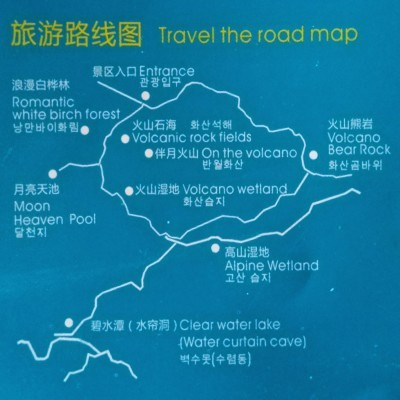 旅游路线图 Travel the road map
景区入口 Entrance
관광입구
浪漫白桦林
Romantic
white birch forest
낭만바이화림
火山石海 화산석해
Volcanic rock fields
伴月火山 On the volcano
반월화산
火山熊岩
Volcano
Bear Rock
화산곰바위
月亮天池
Moon
Heaven Pool
달천지
火山湿地 Volcano wetland
화산습지
高山湿地
Alpine Wetland
고산 습지
碧水潭（水帘洞）Clear water lake
(Water curtain cave)
벽수못(수렴동)